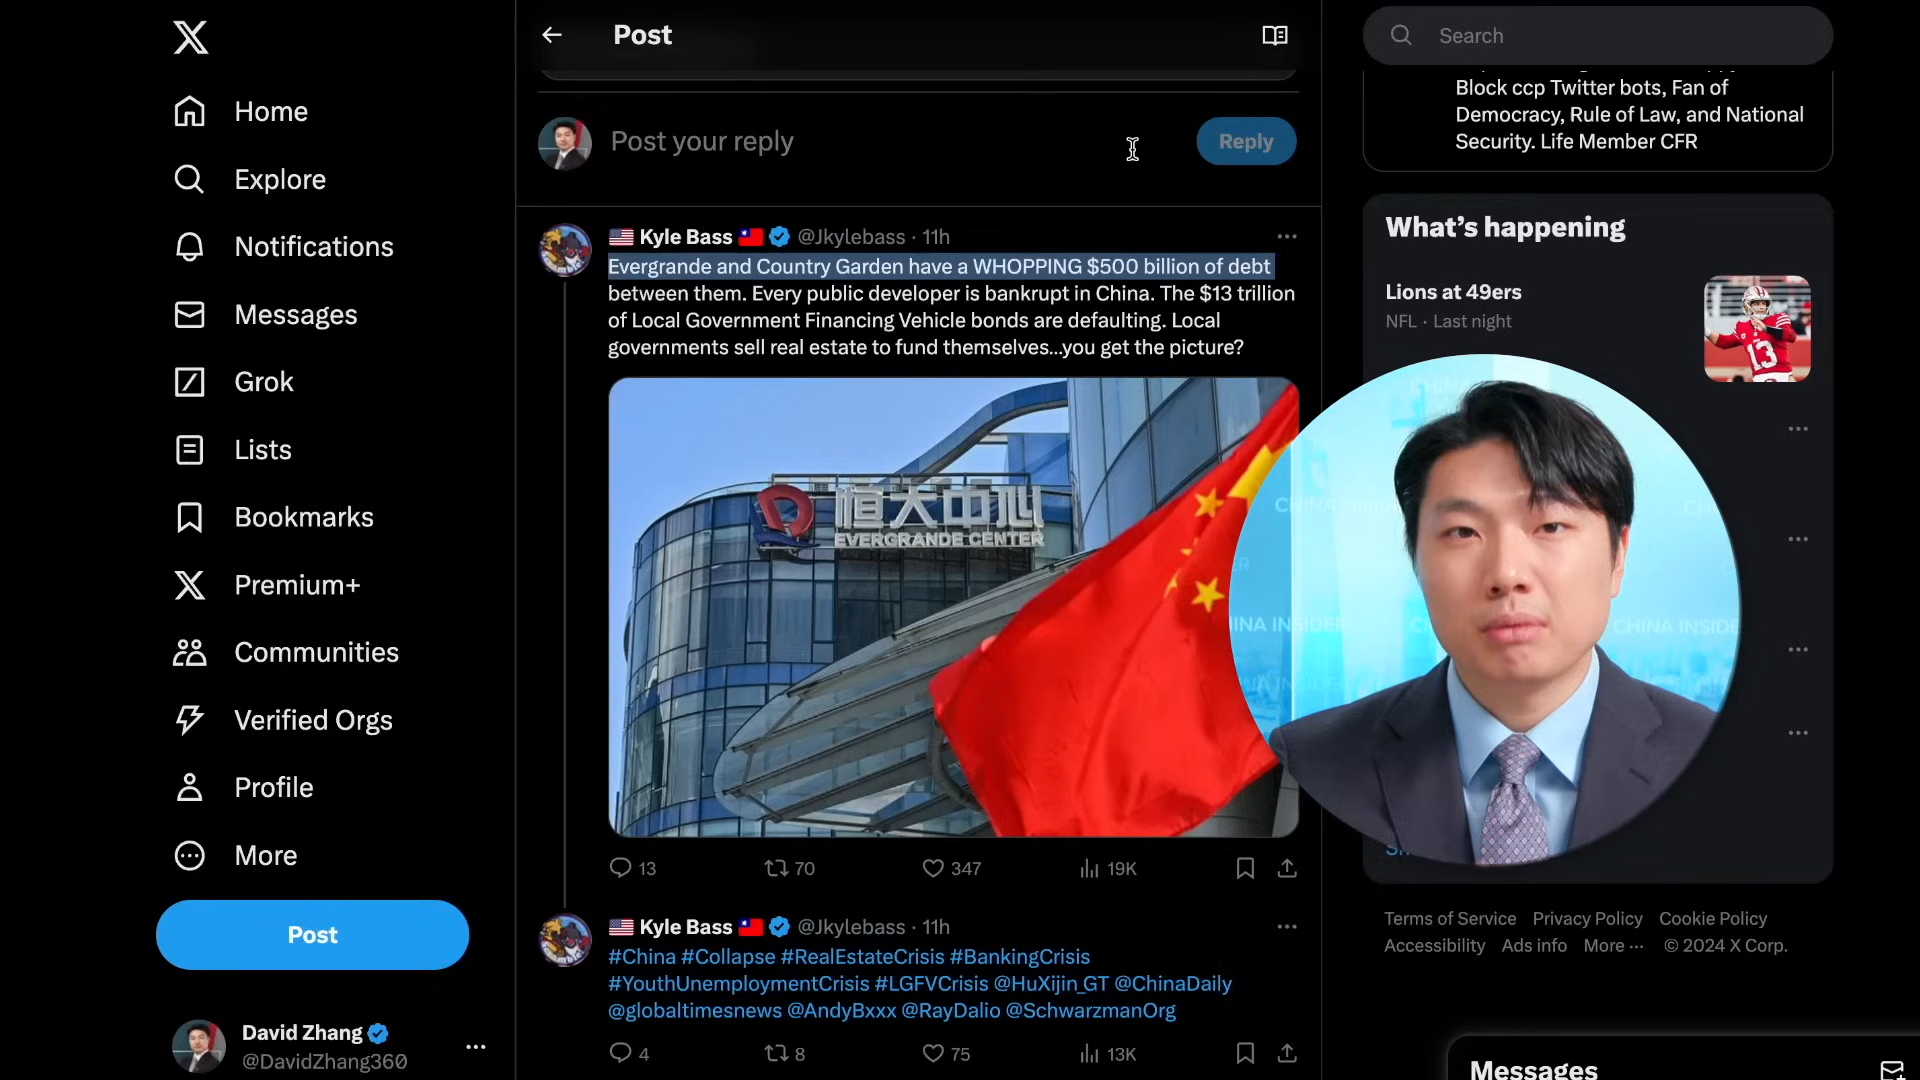 Home
Explore
Notifications
Messages
Grok
Lists
Bookmarks
Premium+
Communities
Verified Orgs
Profile
More
Post
David Zhang
@DavidZhang360
Post
Post your reply
Reply
Kyle Bass @Jkylebass · 11h
Evergrande and Country Garden have a WHOPPING $500 billion of debt
between them. Every public developer is bankrupt in China. The $13 trillion
of Local Government Financing Vehicle bonds are defaulting. Local
governments sell real estate to fund themselves...you get the picture?
恒大中心
EVERGRANDE CENTER
13 70 347 19K
Kyle Bass @Jkylebass · 11h
#China #Collapse #RealEstateCrisis #BankingCrisis
#YouthUnemploymentCrisis #LGFVCrisis @HuXijin_GT @ChinaDaily
@globaltimesnews @AndyBxxx @RayDalio @SchwarzmanOrg
4 8 75 13K
Search
Block ccp Twitter bots, Fan of
Democracy, Rule of Law, and National
Security. Life Member CFR
What's happening
Lions at 49ers
NFL · Last night
13
CHINA INSIDER
Terms of Service Privacy Policy Cookie Policy
Accessibility Ads info More ··· © 2024 X Corp.
Messages